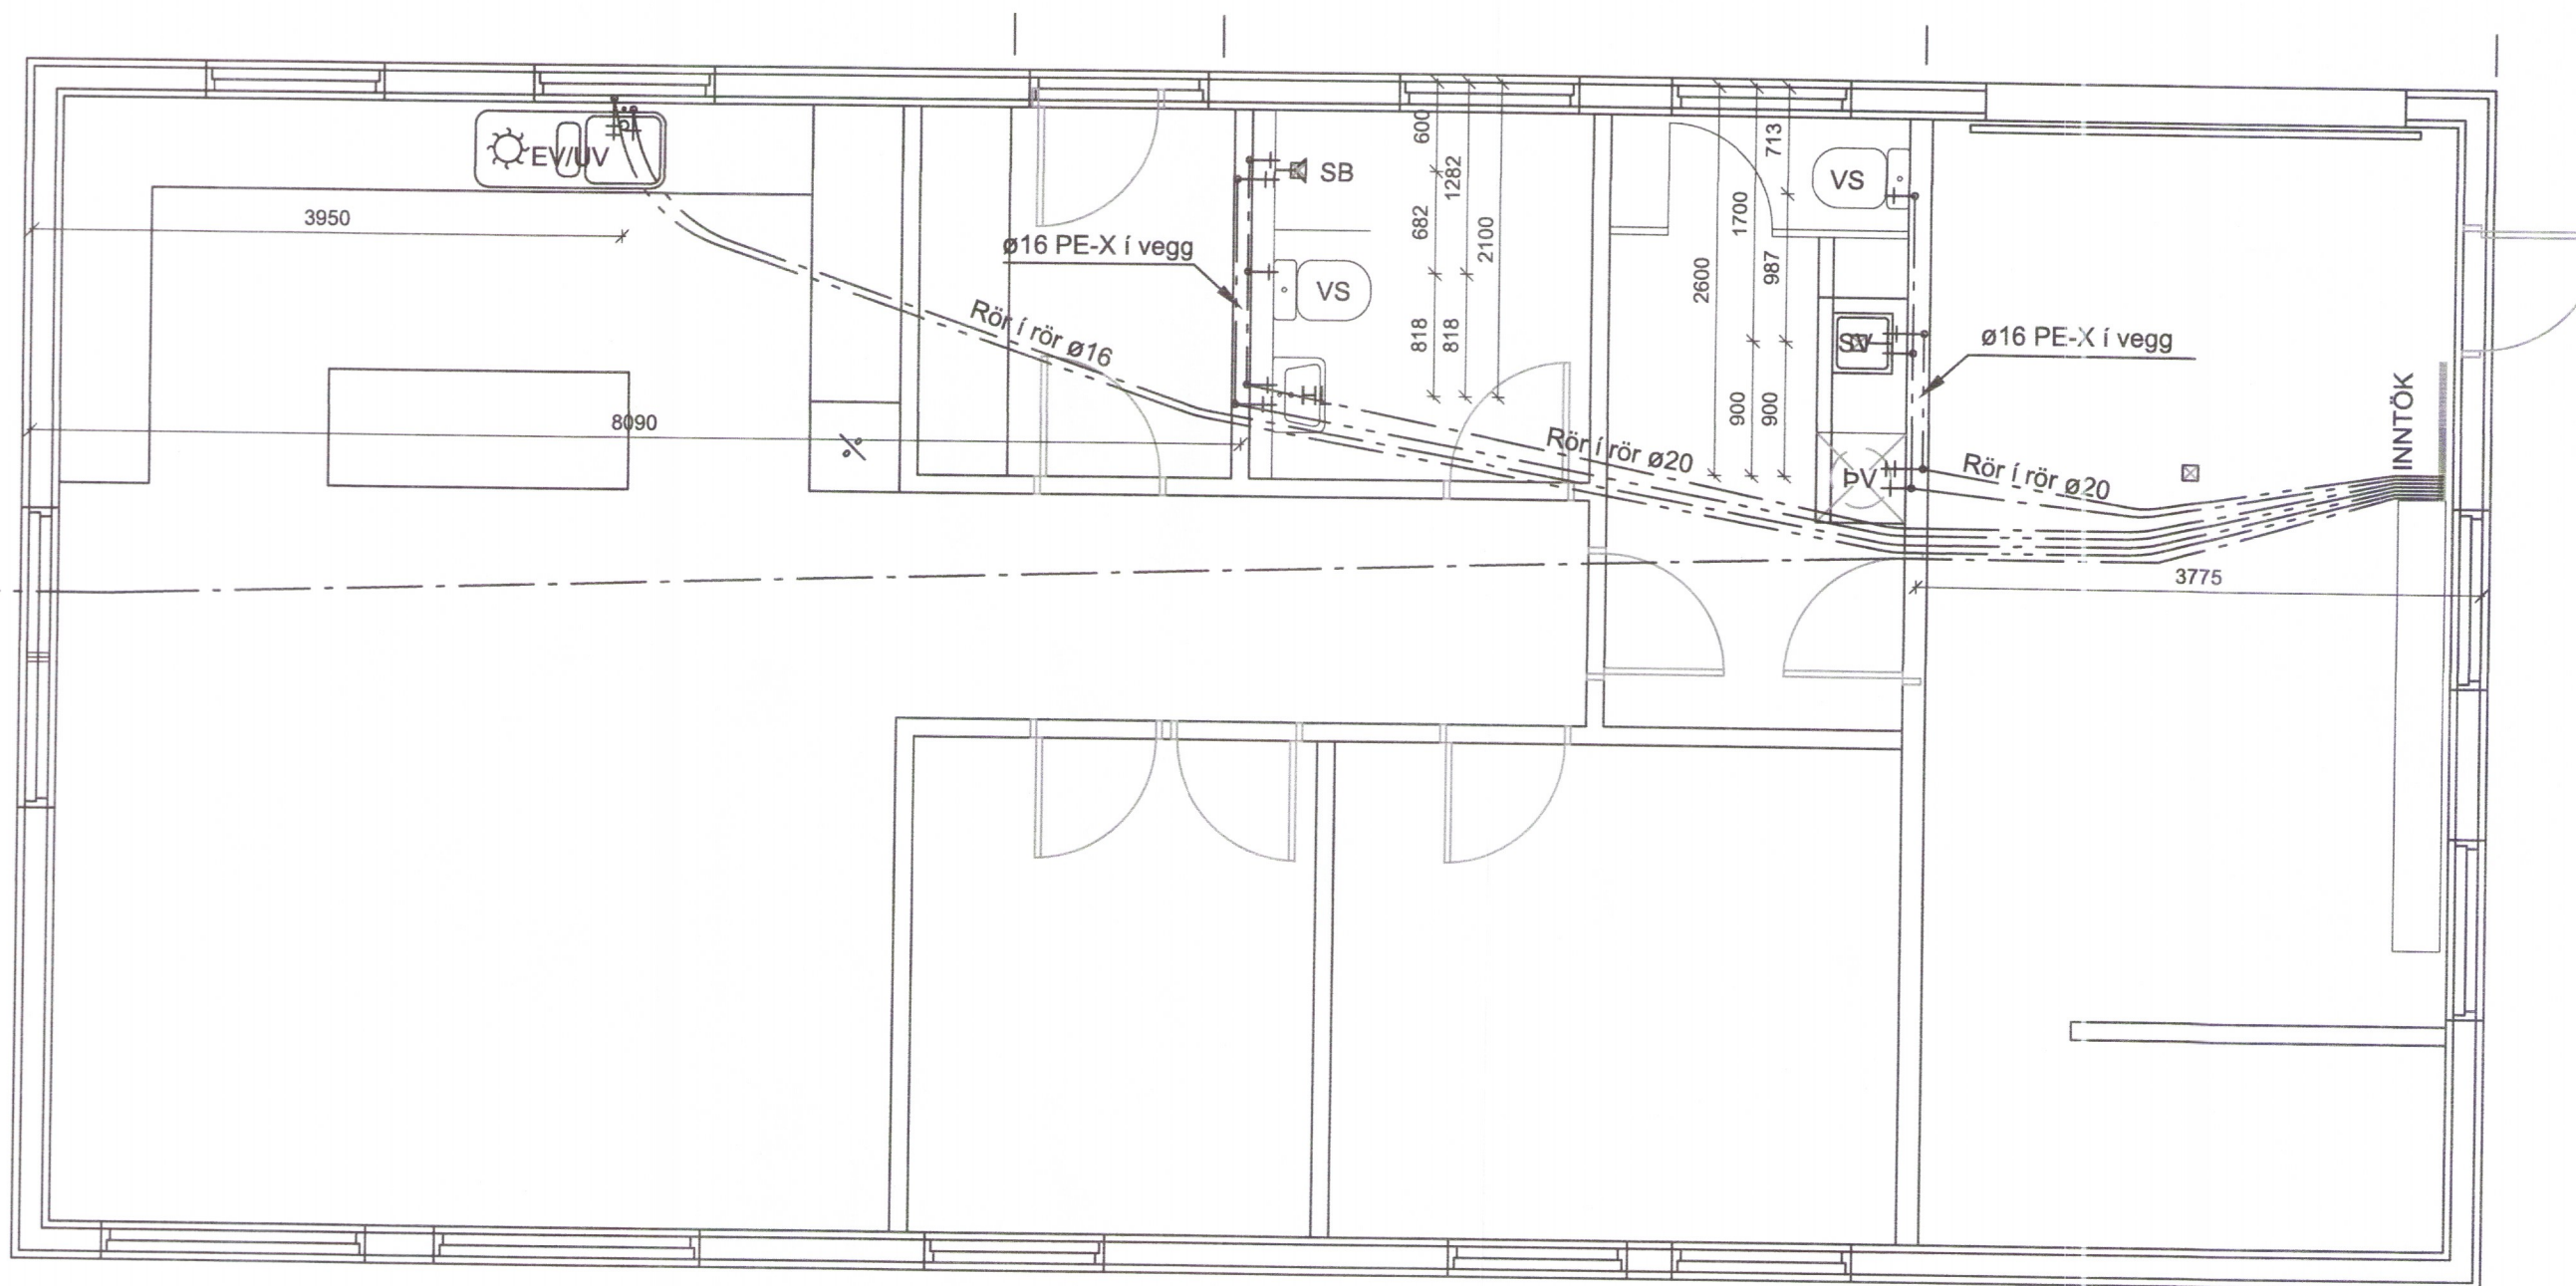 EV/UV
3950
8090
ø16 PE-X í vegg
Rör í rör ø16
SB
VS
H
600
682
818
1282
818
2100
Rör í rör ø20
2600
1700
900
713
987
900
VS
SV
ÞV
ø16 PE-X í vegg
Rör í rör ø20
INNTÖK
3775